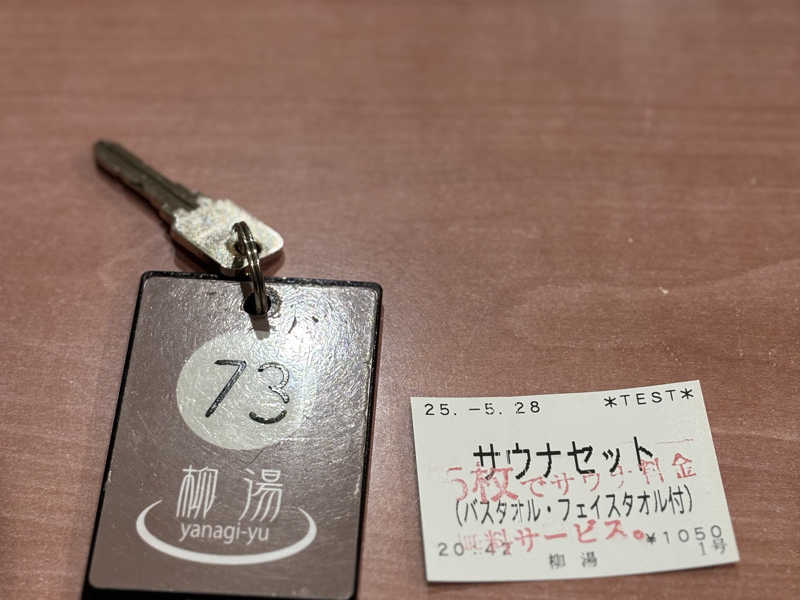 73
柳湯
yanagi-yu
25.-5.28 *TEST*
サウナセット
5枚でサウナ料金
(バスタオル・フェイスタオル付)
無料サービス。
20:42 ¥1050
柳湯 1号